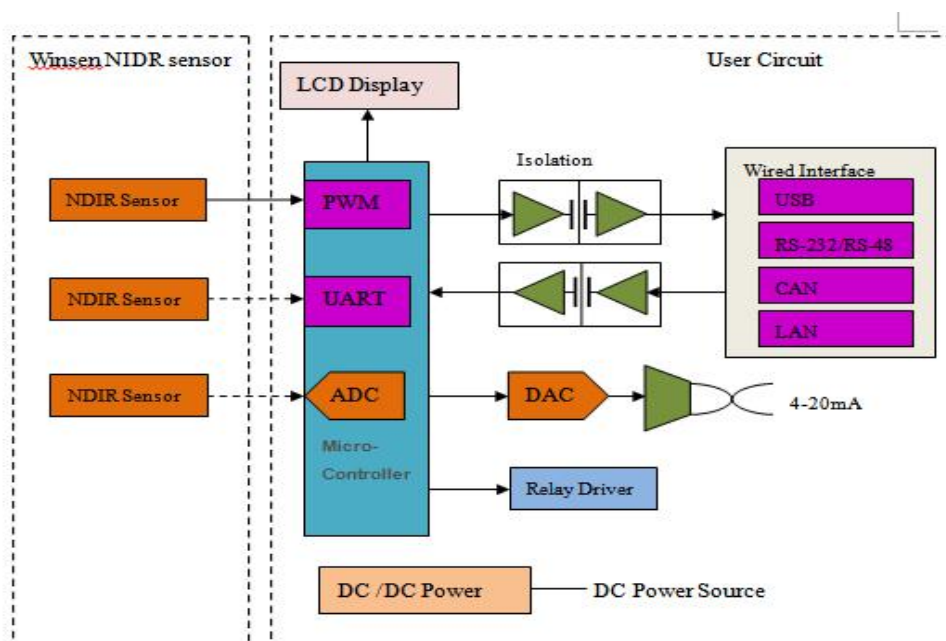 Winsen NIDR sensor
User Circuit
LCD Display
Isolation
Wired Interface
NDIR Sensor
PWM
USB
RS-232/RS-48
NDIR Sensor
UART
CAN
LAN
NDIR Sensor
ADC
DAC
4-20mA
Micro-
Controller
Relay Driver
DC /DC Power
DC Power Source